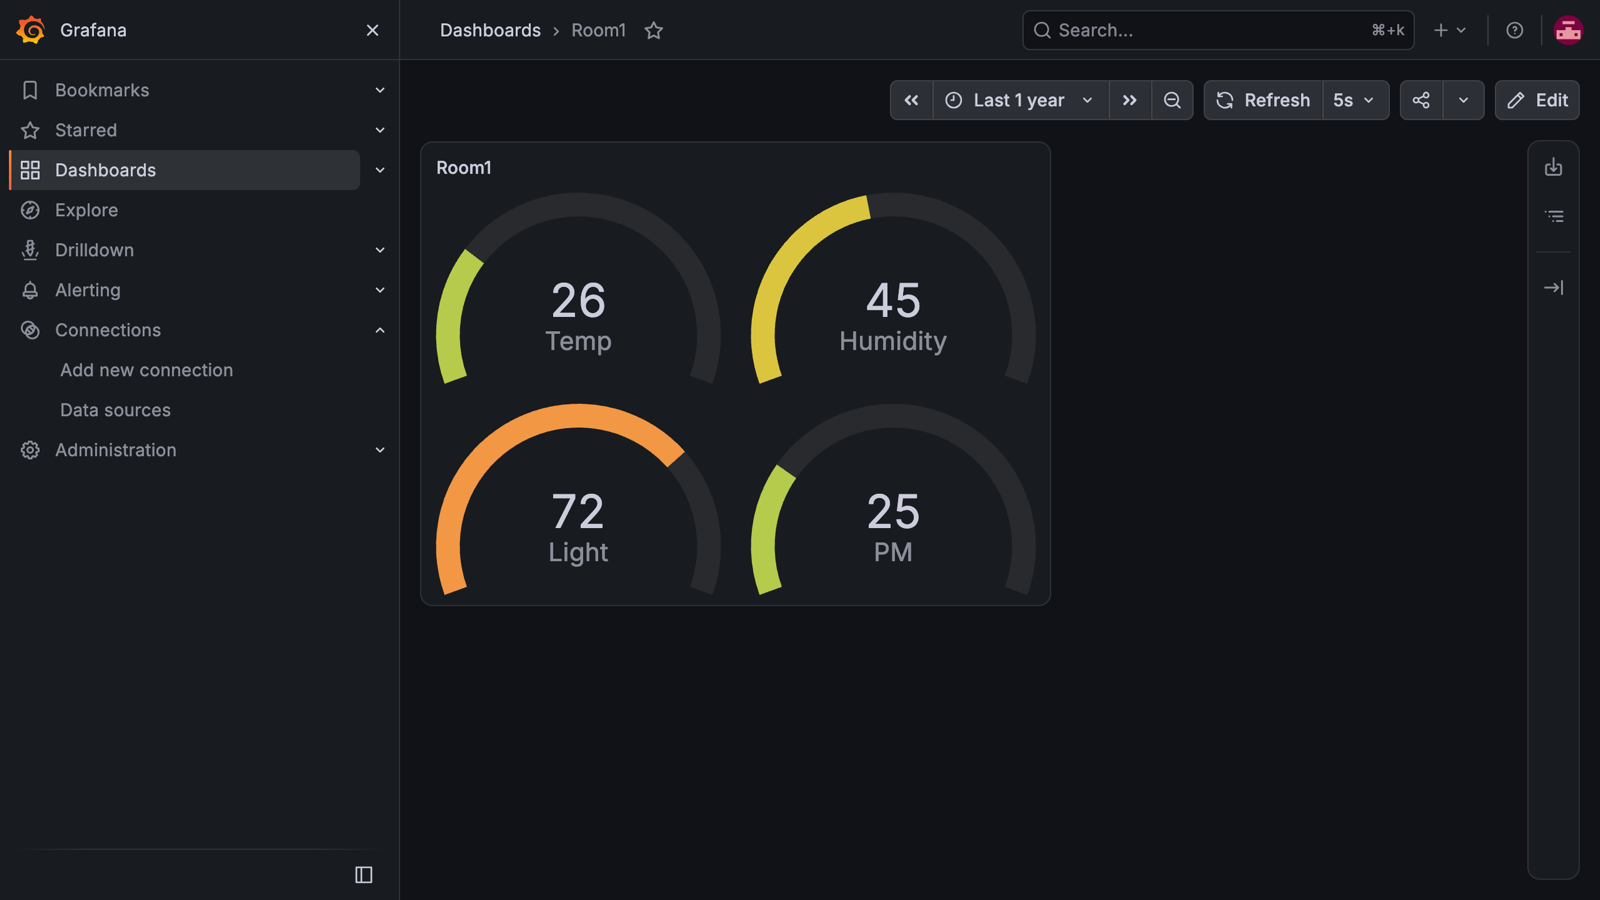 Grafana
Dashboards › Room1
Search...
⌘+k
Bookmarks
Starred
Dashboards
Explore
Drilldown
Alerting
Connections
Add new connection
Data sources
Administration
Last 1 year
Refresh
5s
Edit
Room1
26
Temp
45
Humidity
72
Light
25
PM